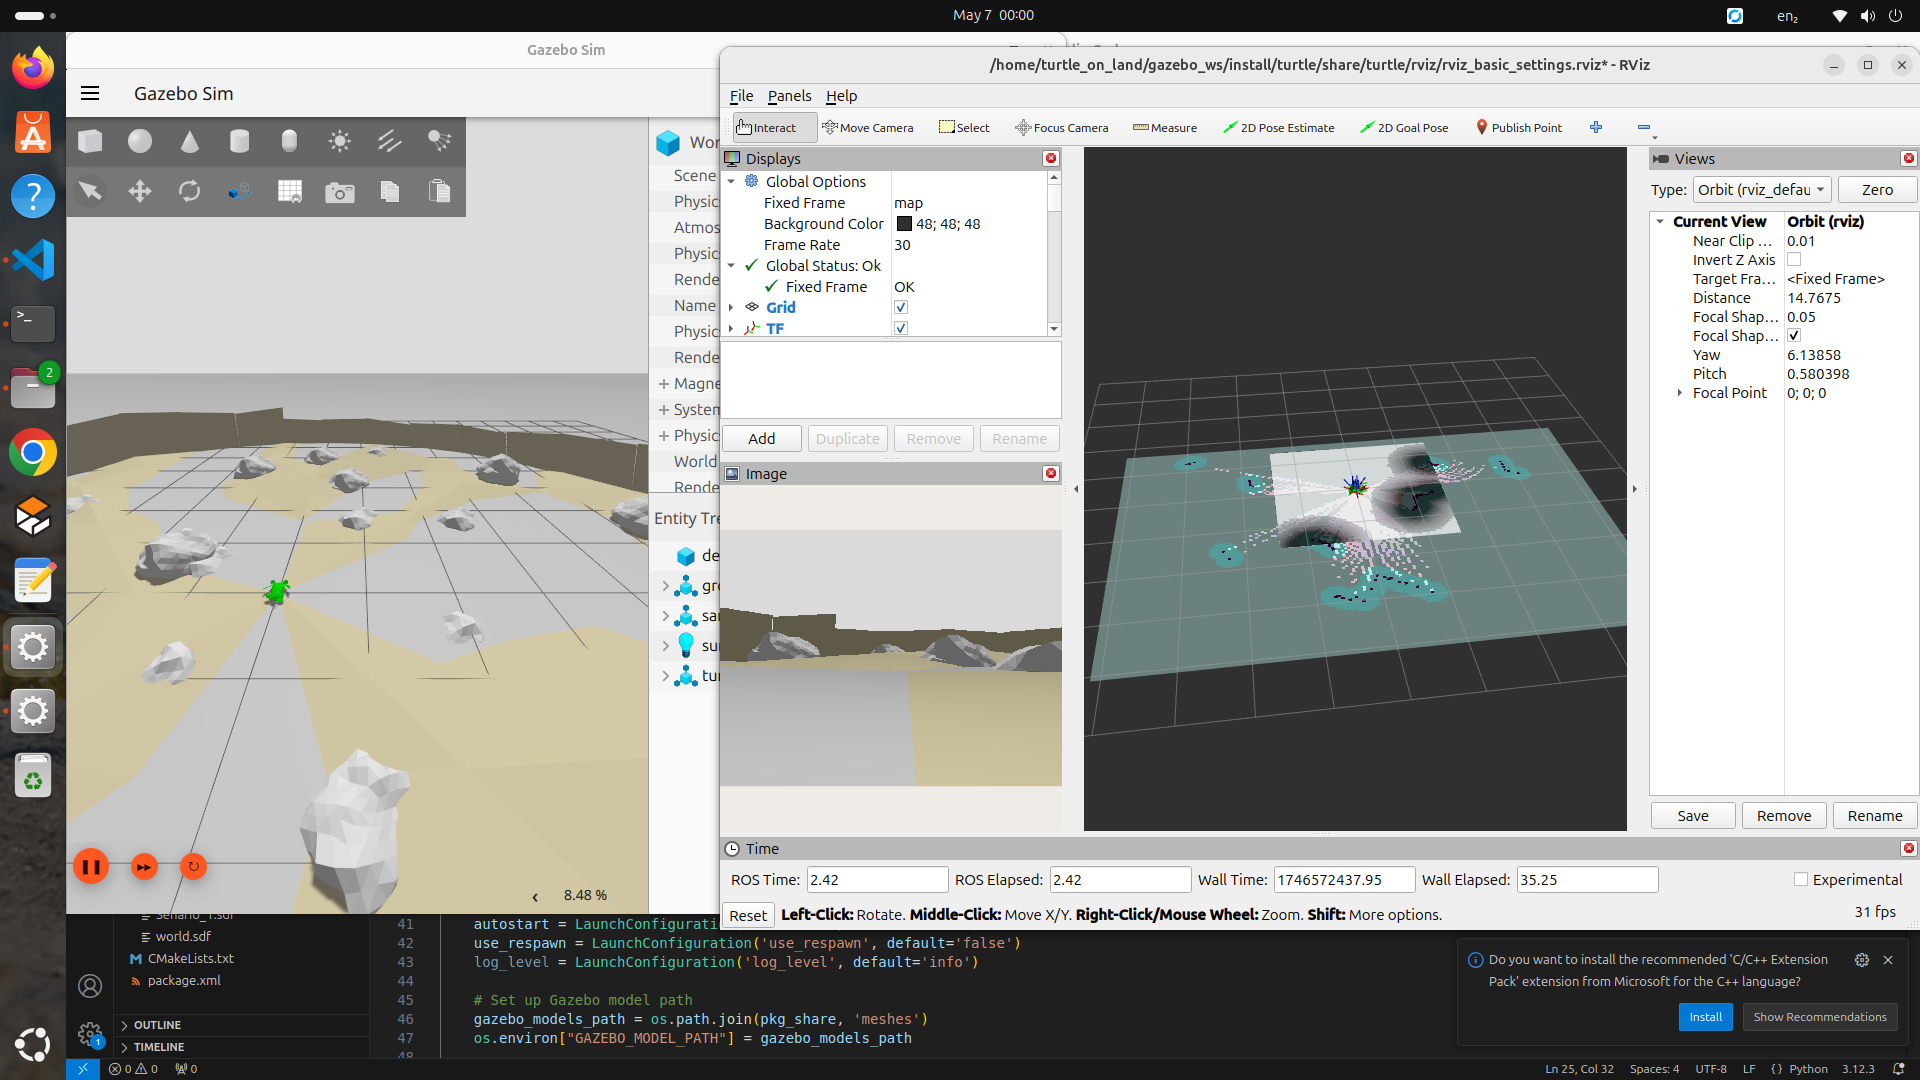 May 7 00:00
en₂
Gazebo Sim
/home/turtle_on_land/gazebo_ws/install/turtle/share/turtle/rviz/rviz_basic_settings.rviz* - RViz
Gazebo Sim
File Panels Help
Interact Move Camera Select Focus Camera Measure 2D Pose Estimate 2D Goal Pose Publish Point
Displays
Global Options
Fixed Frame map
Background Color 48; 48; 48
Frame Rate 30
Global Status: Ok
Fixed Frame OK
Grid
TF
Add Duplicate Remove Rename
Image
Views
Type: Orbit (rviz_defau Zero
Current View Orbit (rviz)
Near Clip ... 0.01
Invert Z Axis
Target Fra... <Fixed Frame>
Distance 14.7675
Focal Shap... 0.05
Focal Shap...
Yaw 6.13858
Pitch 0.580398
Focal Point 0; 0; 0
Save Remove Rename
Wor
Scene
Physic
Atmos
Physic
Rende
Name
Physic
Rende
Magne
System
Physic
World
Render
Entity Tre
de
gro
sar
sun
tur
2
>_
8.48 %
Time
ROS Time: 2.42 ROS Elapsed: 2.42 Wall Time: 1746572437.95 Wall Elapsed: 35.25 Experimental
Reset Left-Click: Rotate. Middle-Click: Move X/Y. Right-Click/Mouse Wheel: Zoom. Shift: More options. 31 fps
world.sdf
CMakeLists.txt
package.xml
OUTLINE
TIMELINE
1
41 autostart = LaunchConfigurati
42 use_respawn = LaunchConfiguration('use_respawn', default='false')
43 log_level = LaunchConfiguration('log_level', default='info')
44
45 # Set up Gazebo model path
46 gazebo_models_path = os.path.join(pkg_share, 'meshes')
47 os.environ["GAZEBO_MODEL_PATH"] = gazebo_models_path
48
Do you want to install the recommended 'C/C++ Extension
Pack' extension from Microsoft for the C++ language?
Install Show Recommendations
0 0 0
Ln 25, Col 32 Spaces: 4 UTF-8 LF {} Python 3.12.3